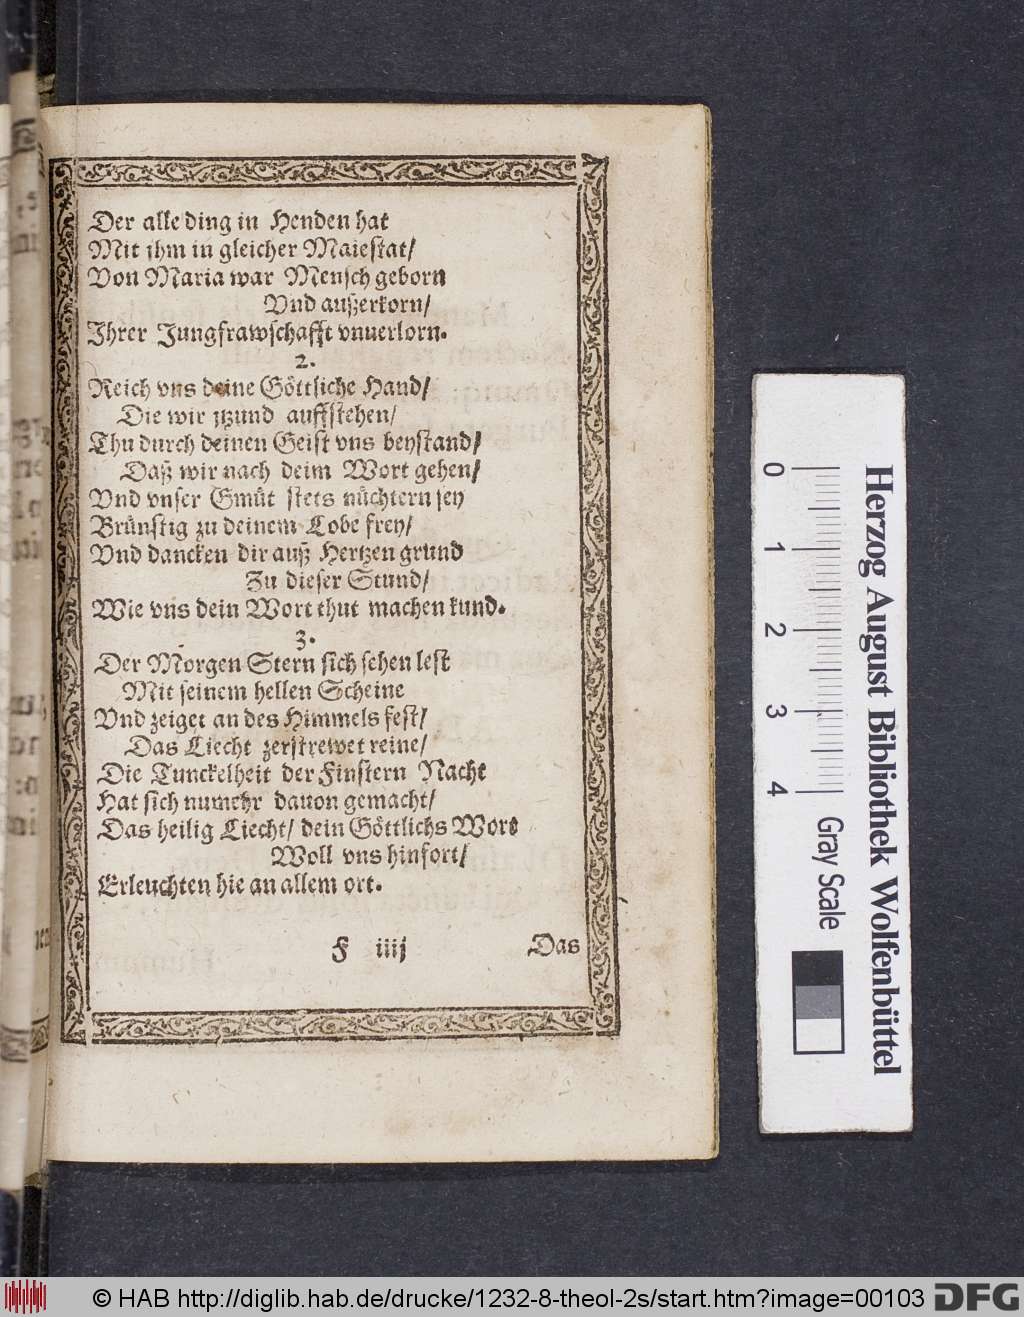 Der alle ding in Henden hat
Mit ihm in gleicher Maiestat/
Von Maria war Mensch geborn
Vnd außerkorn/
Ihrer Jungfrawschafft vnuerlorn.
2.
Reich vns deine Göttliche Hand/
Die wir jtzund auffstehen/
Thu durch deinen Geist vns beystand/
Daß wir nach deim Wort gehen/
Vnd vnser Gmüt stets nüchtern sey
Brünstig zu deinem Lobe frey/
Vnd dancken dir auß Hertzen grund
Zu dieser Stund/
Wie vns dein Wort thut machen kund.
3.
Der Morgen Stern sich sehen lest
Mit seinem hellen Scheine
Vnd zeiget an des Himmels fest/
Das Liecht zerstrewet reine/
Die Tunckelheit der Finstern Nacht
Hat sich numehr dauon gemacht/
Das heilig Liecht/ dein Göttlichs Wort
Woll vns hinfort/
Erleuchten hie an allem ort.
F iiij Das
Herzog August Bibliothek Wolfenbüttel
0 1 2 3 4 Gray Scale
© HAB http://diglib.hab.de/drucke/1232-8-theol-2s/start.htm?image=00103 DFG